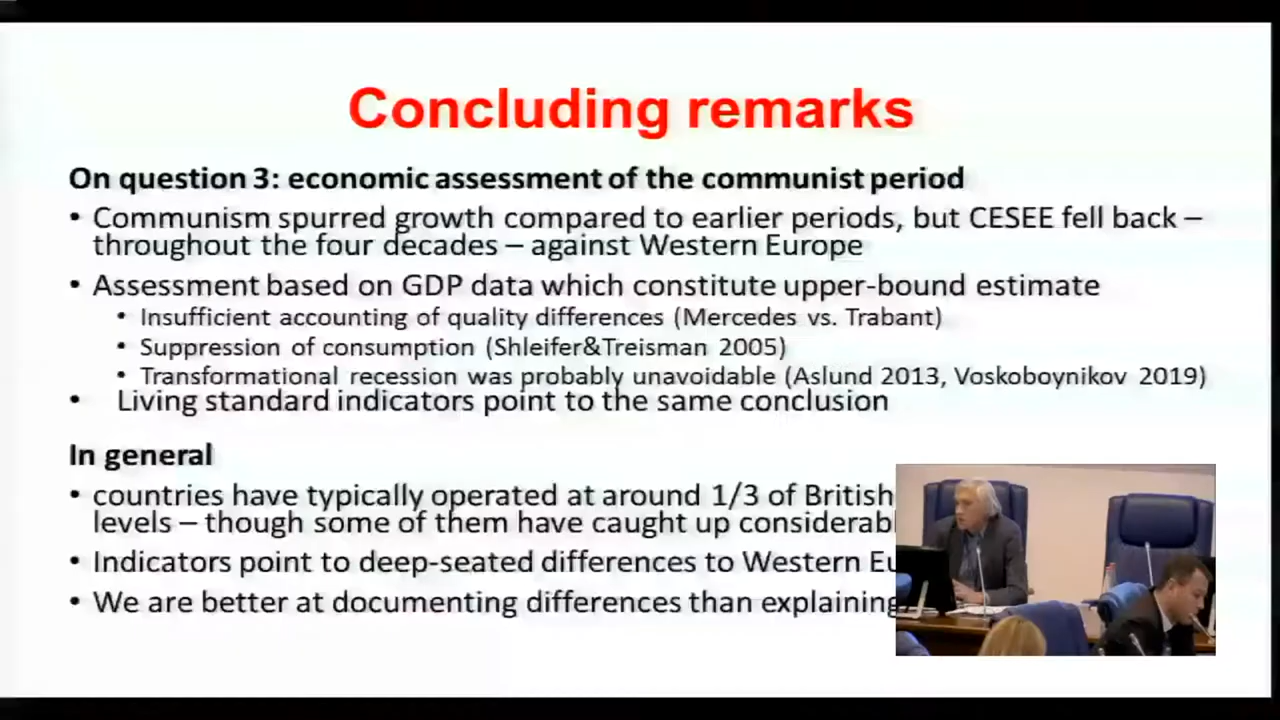 Concluding remarks
On question 3: economic assessment of the communist period
• Communism spurred growth compared to earlier periods, but CESEE fell back –
throughout the four decades – against Western Europe
• Assessment based on GDP data which constitute upper-bound estimate
• Insufficient accounting of quality differences (Mercedes vs. Trabant)
• Suppression of consumption (Shleifer&Treisman 2005)
• Transformational recession was probably unavoidable (Aslund 2013, Voskoboynikov 2019)
• Living standard indicators point to the same conclusion
In general
• countries have typically operated at around 1/3 of British
levels – though some of them have caught up
• Indicators point to deep-seated differences to Western
• We are better at documenting differences than explaining